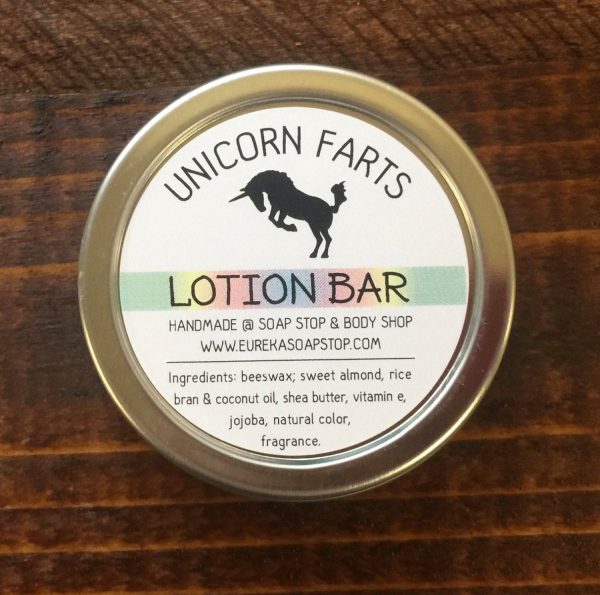 UNICORN FARTS
LOTION BAR
HANDMADE @ SOAP STOP & BODY SHOP
WWW.EUREKASOAPSTOP.COM
Ingredients: beeswax; sweet almond, rice
bran & coconut oil, shea butter, vitamin e,
jojoba, natural color,
fragrance.